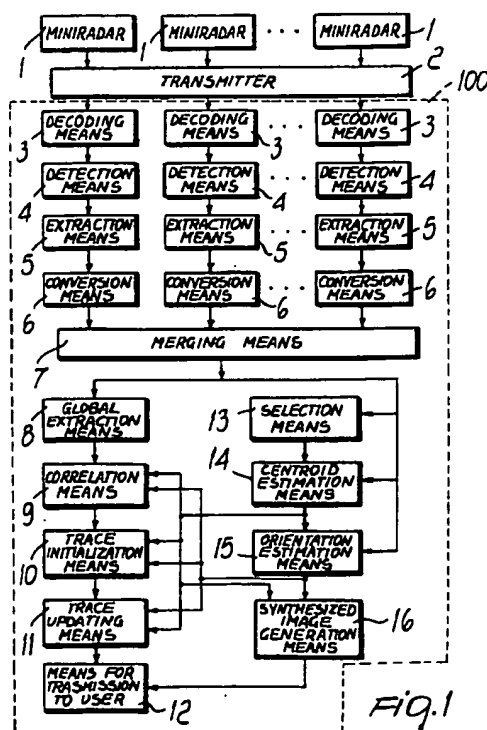 MINIRADAR
MINIRADAR
· · ·
MINIRADAR
1
1
1
1
TRANSMITTER
2
100
DECODING
MEANS
DECODING
MEANS
· · ·
DECODING
MEANS
3
3
3
DETECTION
MEANS
DETECTION
MEANS
· · ·
DETECTION
MEANS
4
4
4
EXTRACTION
MEANS
EXTRACTION
MEANS
· · ·
EXTRACTION
MEANS
5
5
5
CONVERSION
MEANS
CONVERSION
MEANS
· · ·
CONVERSION
MEANS
6
6
6
MERGING MEANS
7
GLOBAL
EXTRACTION
MEANS
8
13
SELECTION
MEANS
CORRELATION
MEANS
9
14
CENTROID
ESTIMATION
MEANS
TRACE
INITIALIZATION
MEANS
10
15
ORIENTATION
ESTIMATION
MEANS
TRACE
UPDATING
MEANS
11
SYNTHESIZED
IMAGE
GENERATION
MEANS
16
MEANS FOR
TRASMISSION
TO USER
12
Fig.1